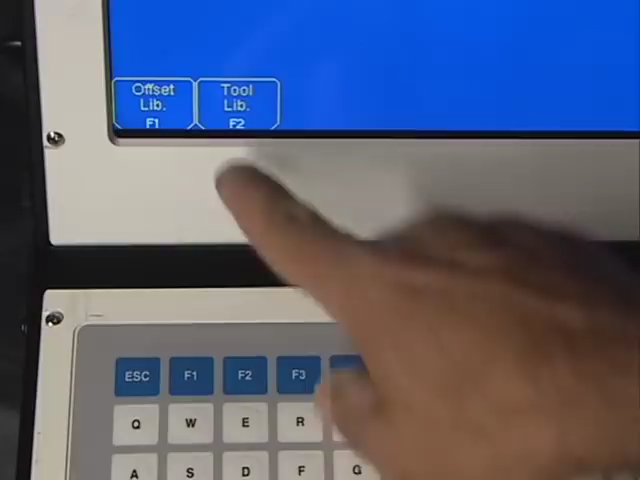 Offset Tool
Lib. Lib.
F1 F2
ESC F1 F2 F3
Q W E R
A S D F G